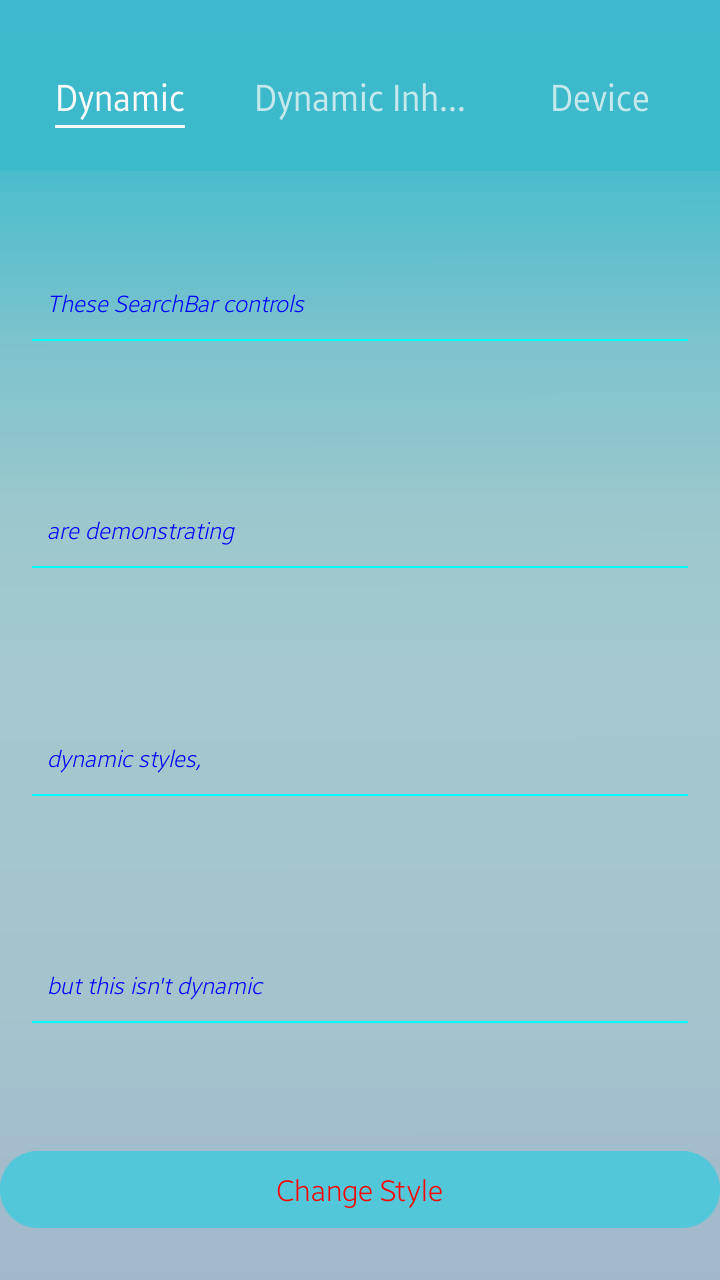 Dynamic Dynamic Inh... Device
These SearchBar controls
are demonstrating
dynamic styles,
but this isn't dynamic
Change Style